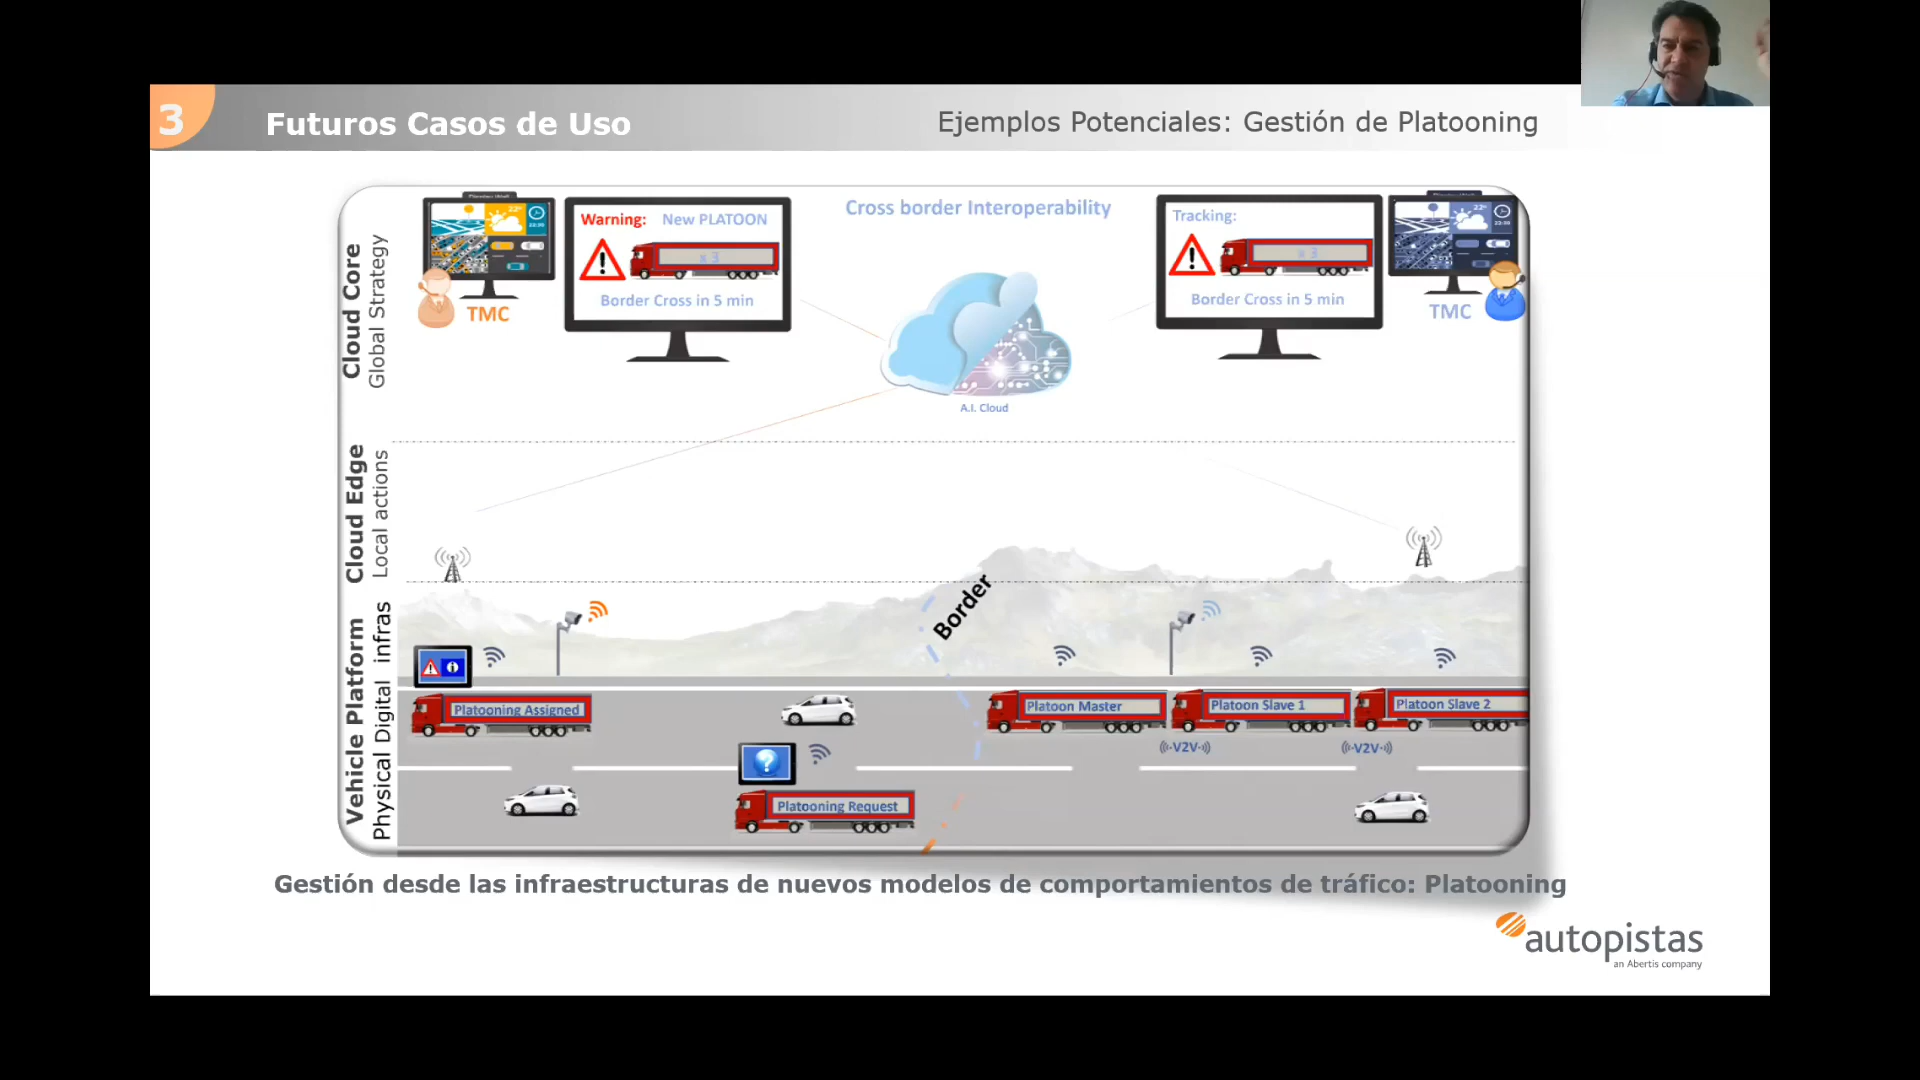 3
Futuros Casos de Uso
Ejemplos Potenciales: Gestión de Platooning
Cloud Core
Global Strategy
TMC
Warning: New PLATOON
x 3
Border Cross in 5 min
Cross border Interoperability
A.I. Cloud
Tracking:
x 3
Border Cross in 5 min
TMC
Cloud Edge
Local actions
Border
Vehicle Platform
Physical Digital infras
Platooning Assigned
Platoon Master
Platoon Slave 1
Platoon Slave 2
V2V
V2V
?
Platooning Request
Gestión desde las infraestructuras de nuevos modelos de comportamientos de tráfico: Platooning
autopistas
an Abertis company